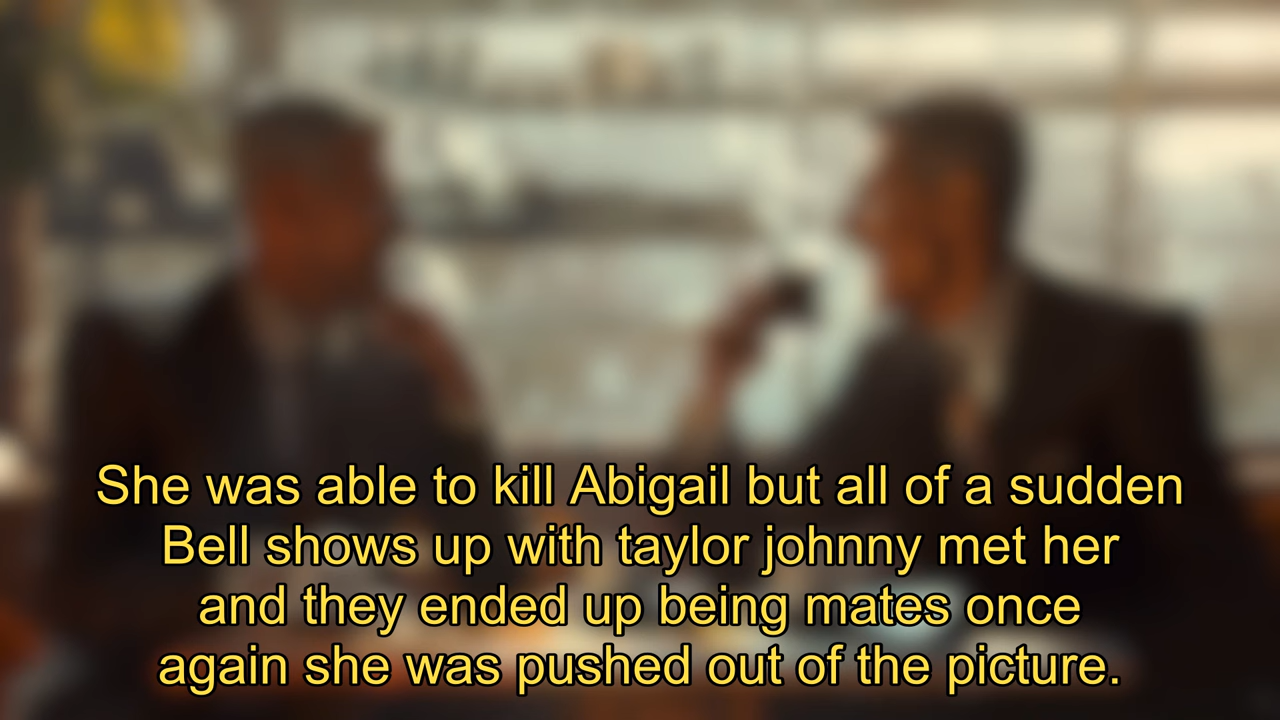 She was able to kill Abigail but all of a sudden
Bell shows up with taylor johnny met her
and they ended up being mates once
again she was pushed out of the picture.